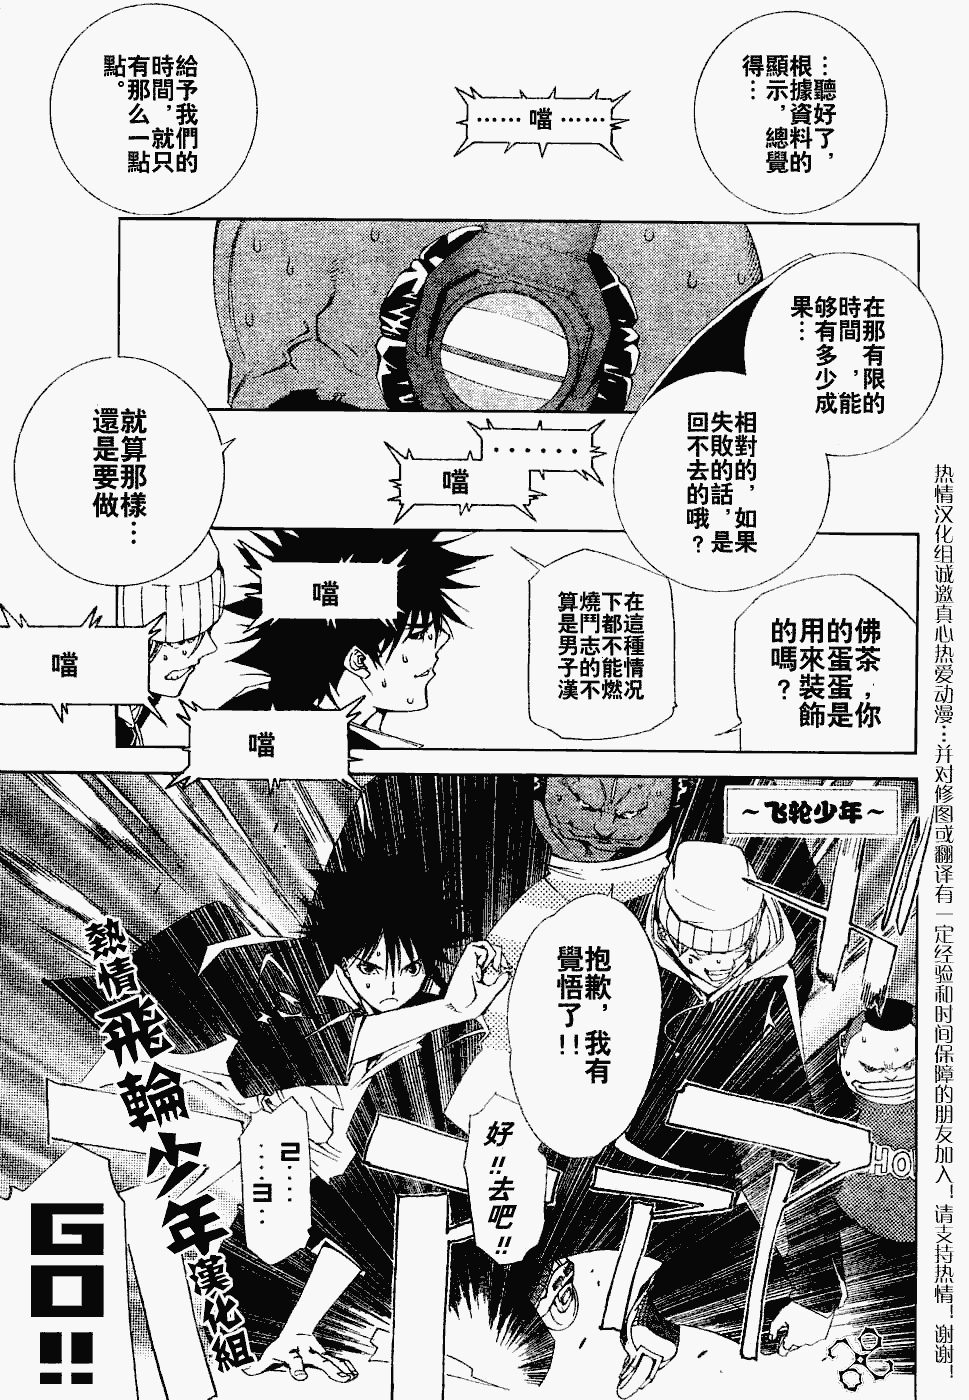 …聽好了，
根據資料的
顯示，總覺
得…
……噹……
給予我們的
時間，就只
有那么一點
點。
在那有限的
時間，能
够有多少成
果…
相對的，如果
失敗的話，是
回不去的哦？
……
噹
就算那樣…
還是要做
佛茶，你
的蛋蛋是
用來裝飾
的嗎？
在這種情況
下都不能燃
燒鬥志的不
算是男子漢
噹
噹
噹
～飞轮少年～
抱歉，我有
覺悟了!!
好!!去吧!!
2……
……3…
GO!!
HO
熱情飛輪少年漢化組
热情汉化组诚邀真心热爱动漫…并对修图或翻译有一定经验和时间保障的朋友加入！请支持热情！谢谢！